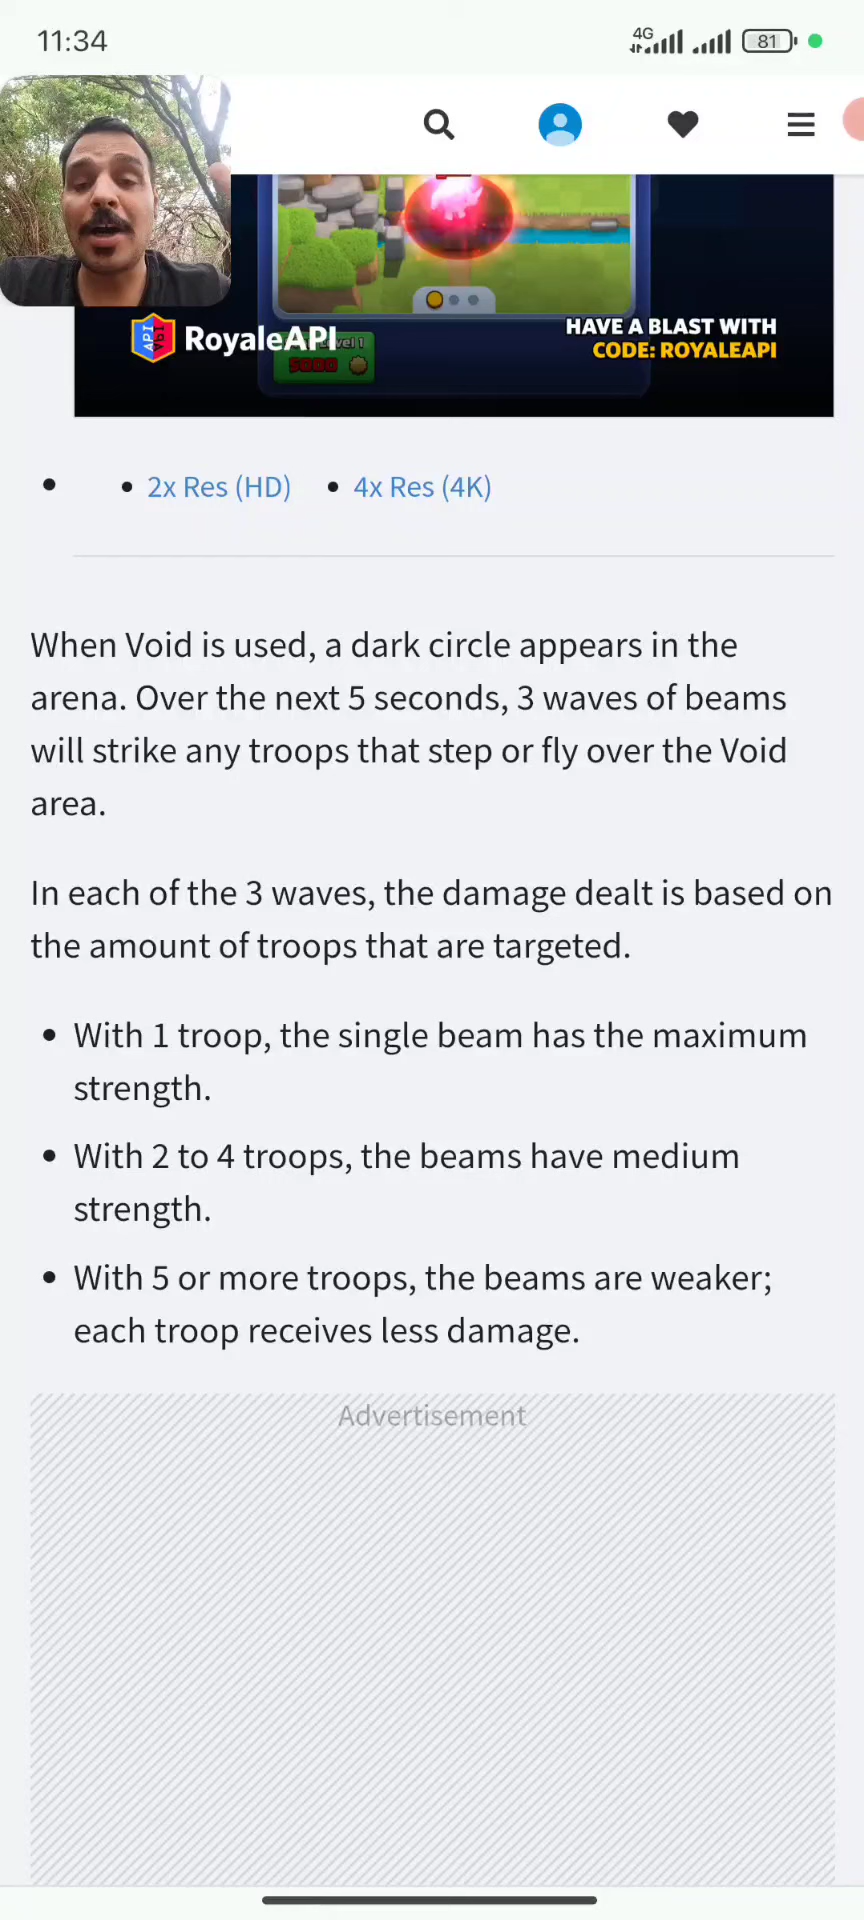 11:34
4G
81
API
RoyaleAPI
HAVE A BLAST WITH
CODE: ROYALEAPI
5000
• • 2x Res (HD) • 4x Res (4K)
When Void is used, a dark circle appears in the
arena. Over the next 5 seconds, 3 waves of beams
will strike any troops that step or fly over the Void
area.
In each of the 3 waves, the damage dealt is based on
the amount of troops that are targeted.
• With 1 troop, the single beam has the maximum
strength.
• With 2 to 4 troops, the beams have medium
strength.
• With 5 or more troops, the beams are weaker;
each troop receives less damage.
Advertisement